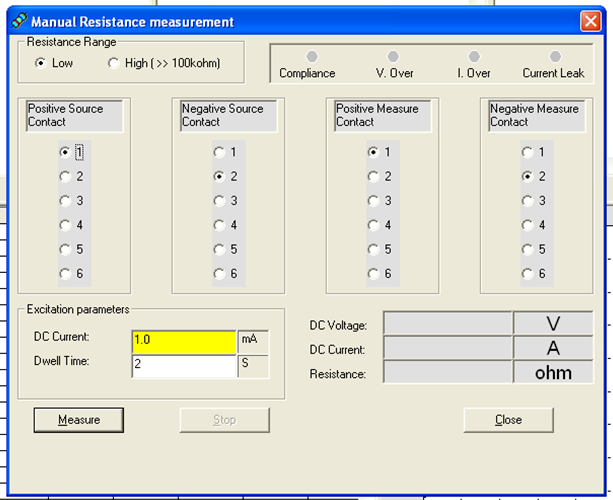 Manual Resistance measurement
Resistance Range
Low
High ( >> 100kohm)
Compliance
V. Over
I. Over
Current Leak
Positive Source
Contact
1
2
3
4
5
6
Negative Source
Contact
1
2
3
4
5
6
Positive Measure
Contact
1
2
3
4
5
6
Negative Measure
Contact
1
2
3
4
5
6
Excitation parameters
DC Current:
1.0
mA
Dwell Time:
2
S
DC Voltage:
V
DC Current:
A
Resistance:
ohm
Measure
Stop
Close